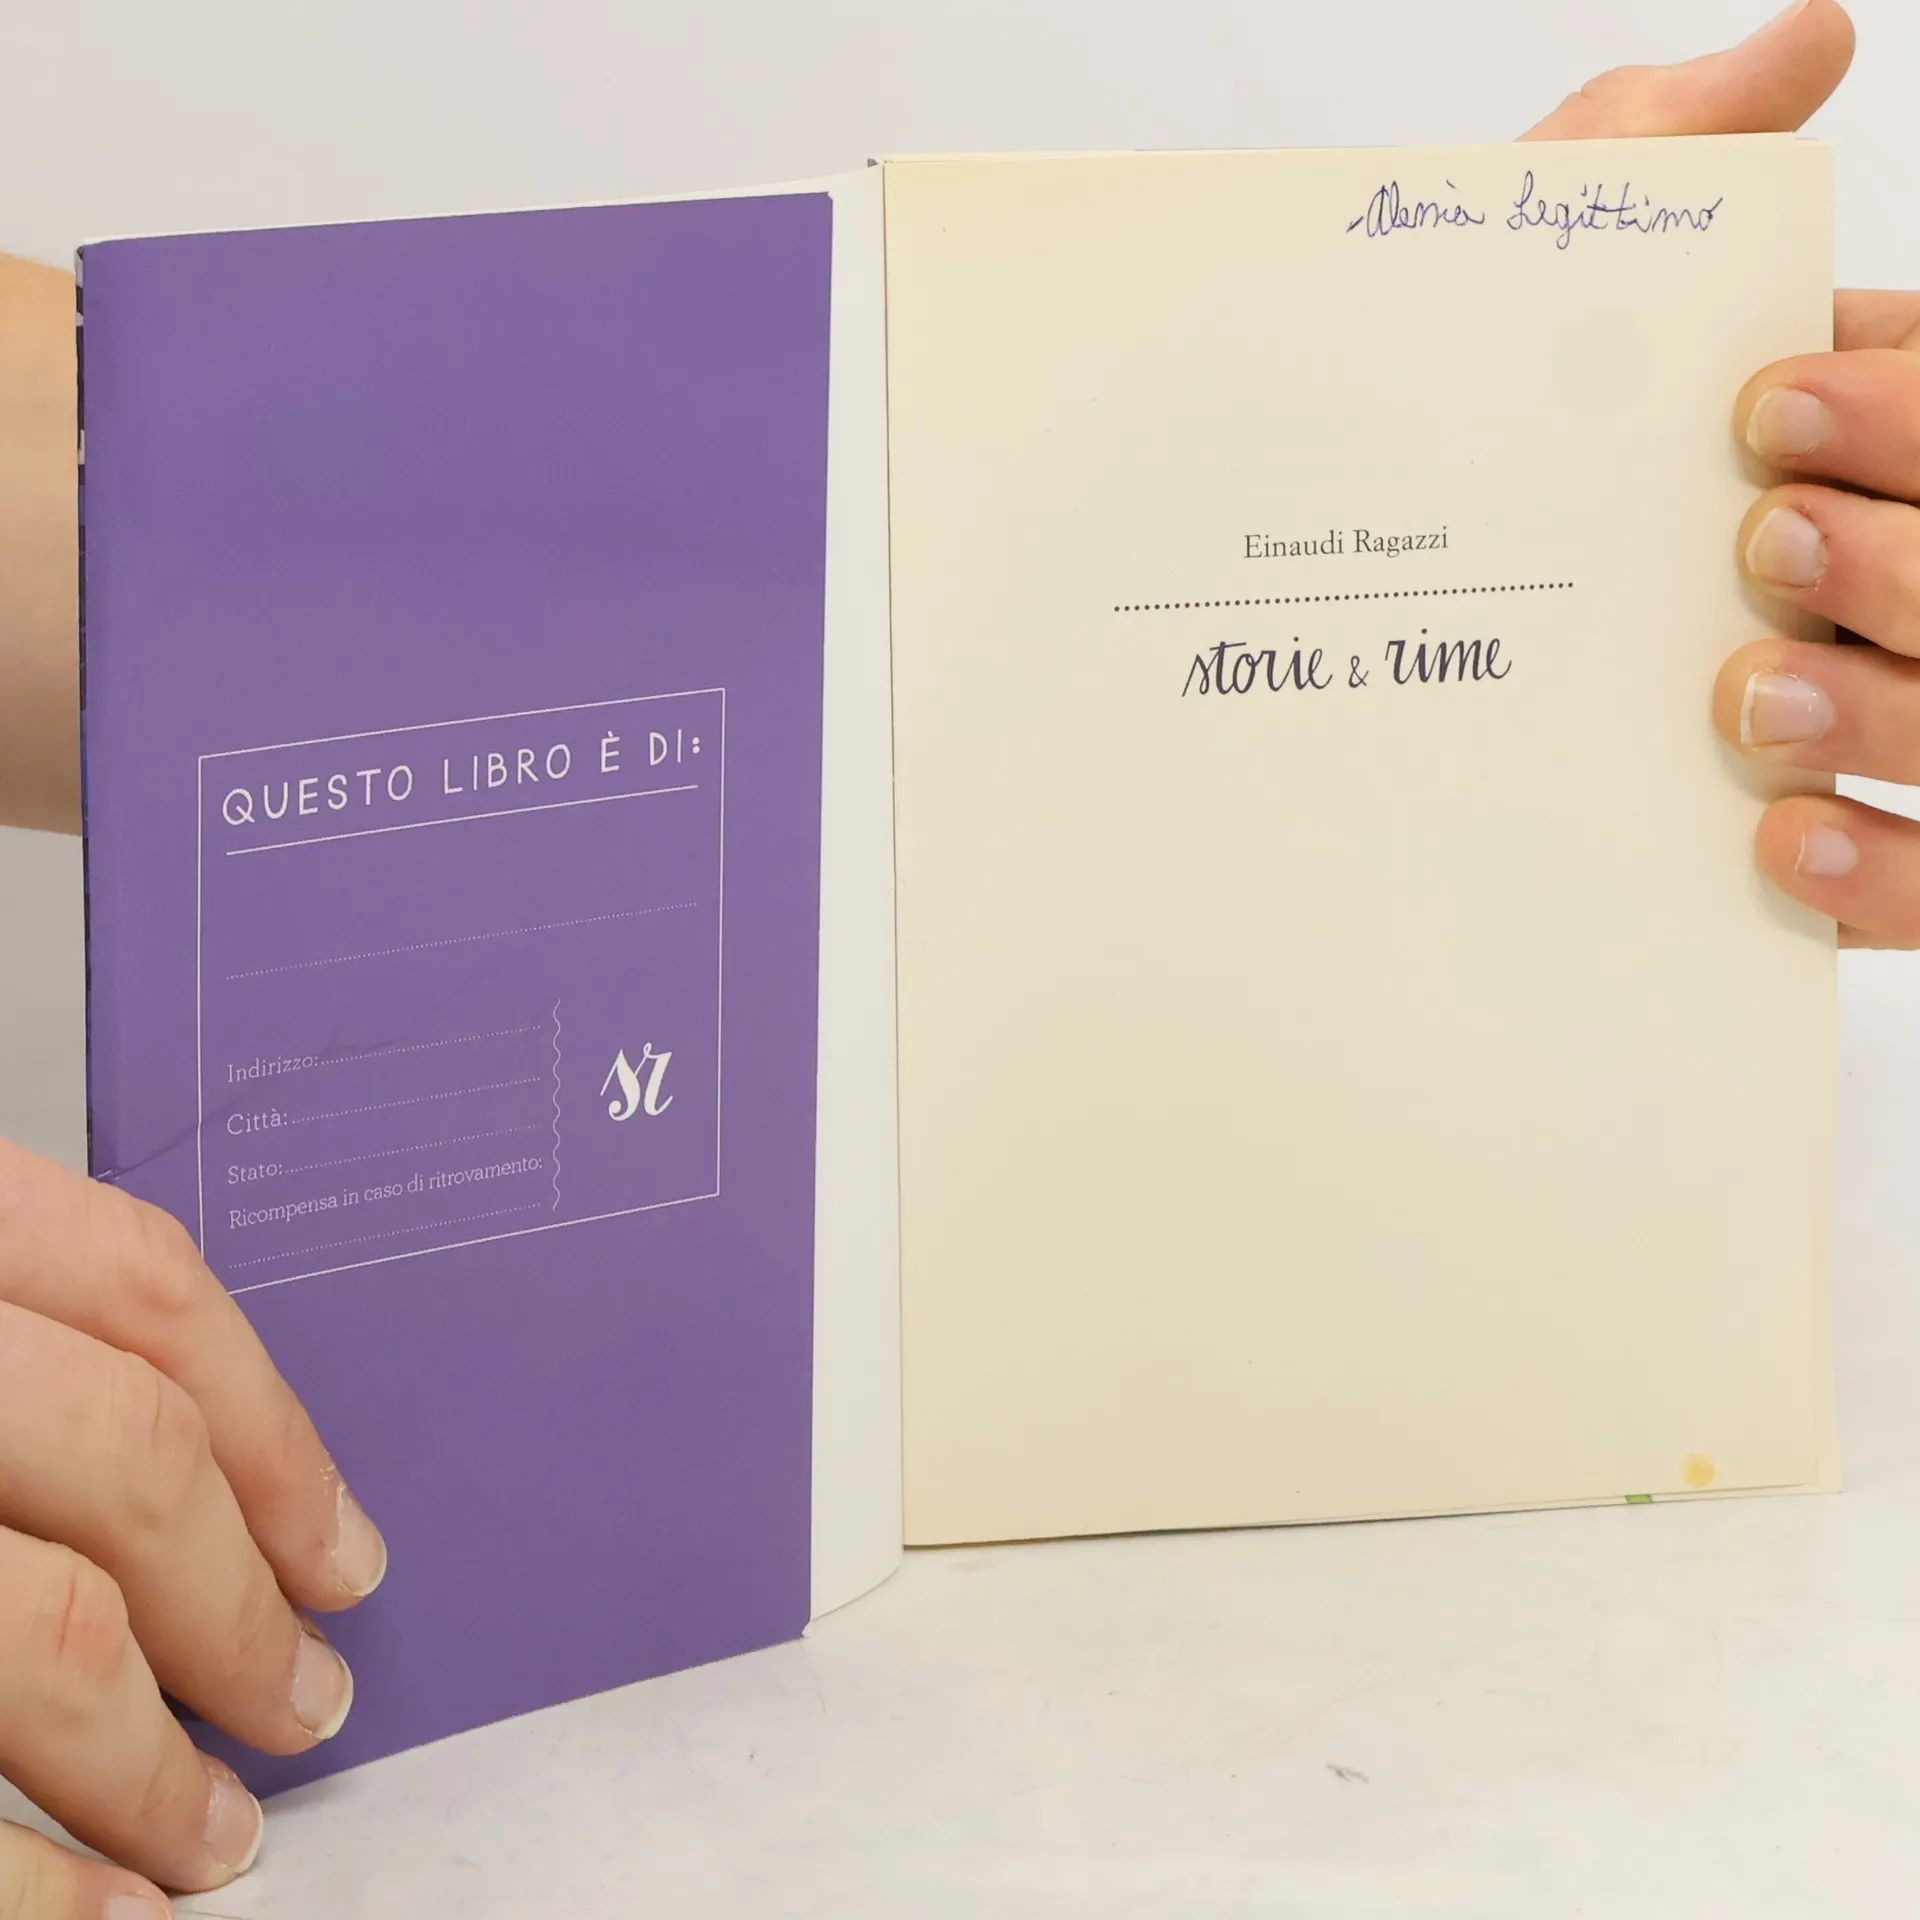 QUESTO LIBRO È DI:
Indirizzo:
Città:
Stato:
Ricompensa in caso di ritrovamento:
sr
Alessia Legittimo
Einaudi Ragazzi
storie & rime